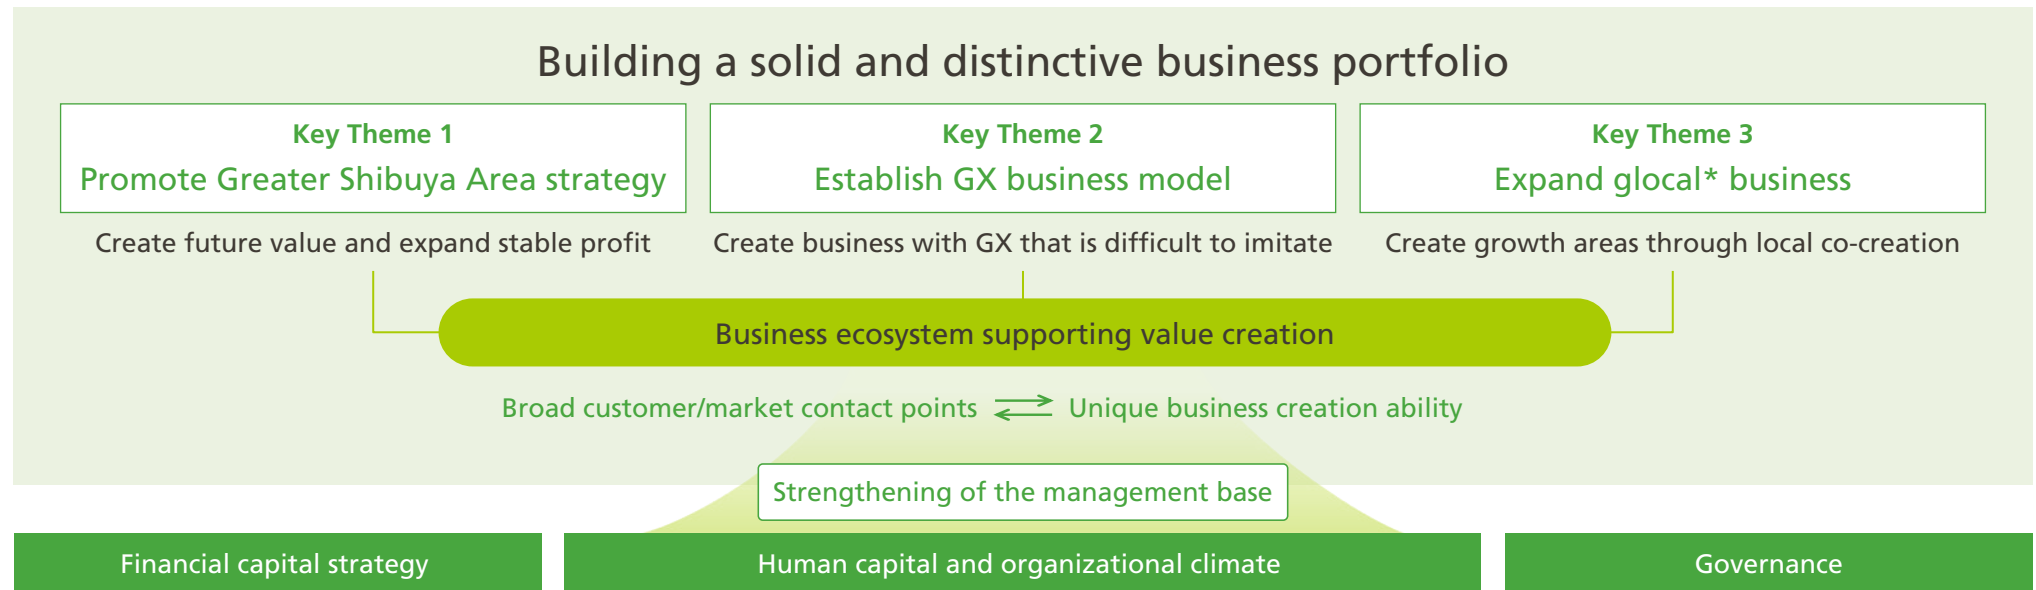 Building a solid and distinctive business portfolio
Key Theme 1
Promote Greater Shibuya Area strategy
Create future value and expand stable profit
Key Theme 2
Establish GX business model
Create business with GX that is difficult to imitate
Key Theme 3
Expand glocal* business
Create growth areas through local co-creation
Business ecosystem supporting value creation
Broad customer/market contact points
Unique business creation ability
Strengthening of the management base
Financial capital strategy
Human capital and organizational climate
Governance